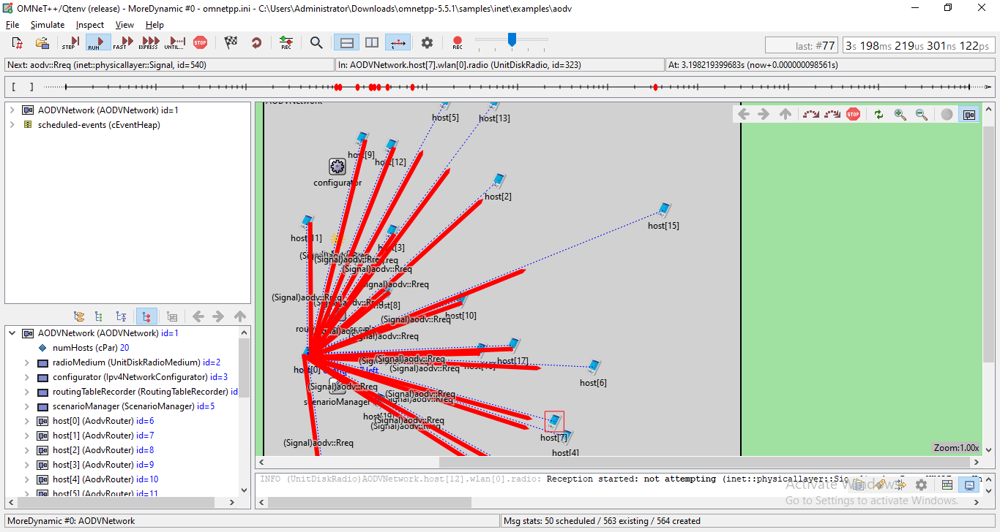 OMNeT++/Qtenv (release) - MoreDynamic #0 - omnetpp.ini - C:\Users\Administrator\Downloads\omnetpp-5.5.1\samples\inet\examples\aodv
File Simulate Inspect View Help
STEP RUN FAST EXPRESS UNTIL... STOP REC REC
last: #77 3s 198ms 219us 301ns 122ps
Next: aodv::Rreq (inet::physicallayer::Signal, id=540) In: AODVNetwork.host[7].wlan[0].radio (UnitDiskRadio, id=323) At: 3.198219399683s (now+0.000000098561s)
[ ]
AODVNetwork (AODVNetwork) id=1
scheduled-events (cEventHeap)
AODVNetwork (AODVNetwork) id=1
numHosts (cPar) 20
radioMedium (UnitDiskRadioMedium) id=2
configurator (Ipv4NetworkConfigurator) id=3
routingTableRecorder (RoutingTableRecorder) id
scenarioManager (ScenarioManager) id=5
host[0] (AodvRouter) id=6
host[1] (AodvRouter) id=7
host[2] (AodvRouter) id=8
host[3] (AodvRouter) id=9
host[4] (AodvRouter) id=10
host[5] (AodvRouter) id=11
AODVNetwork
STOP
host[5]
host[13]
host[9]
host[12]
configurator
host[2]
host[15]
host[11]
host[3]
(Signal)aodv::Rreq
(Signal)aodv::Rreq
(Signal)aodv::Rreq
(Signal)aodv::Rreq
host[8]
host[10]
(Signal)aodv::Rreq
(Signal)aodv::Rreq
host[17]
(Signal)aodv::Rreq
(Signal)aodv::Rreq
host[0]
host[6]
(Signal)aodv::Rreq
(Signal)aodv::Rreq
scenarioManager
host[19]
(Signal)aodv::Rreq
(Signal)aodv::Rreq
host[7]
(Signal)aodv::Rreq
host[4]
Zoom:1.00x
INFO (UnitDiskRadio)AODVNetwork.host[12].wlan[0].radio: Reception started: not attempting (inet::physicallayer::Sig
Activate Windows
Go to Settings to activate Windows.
MoreDynamic #0: AODVNetwork
Msg stats: 50 scheduled / 563 existing / 564 created